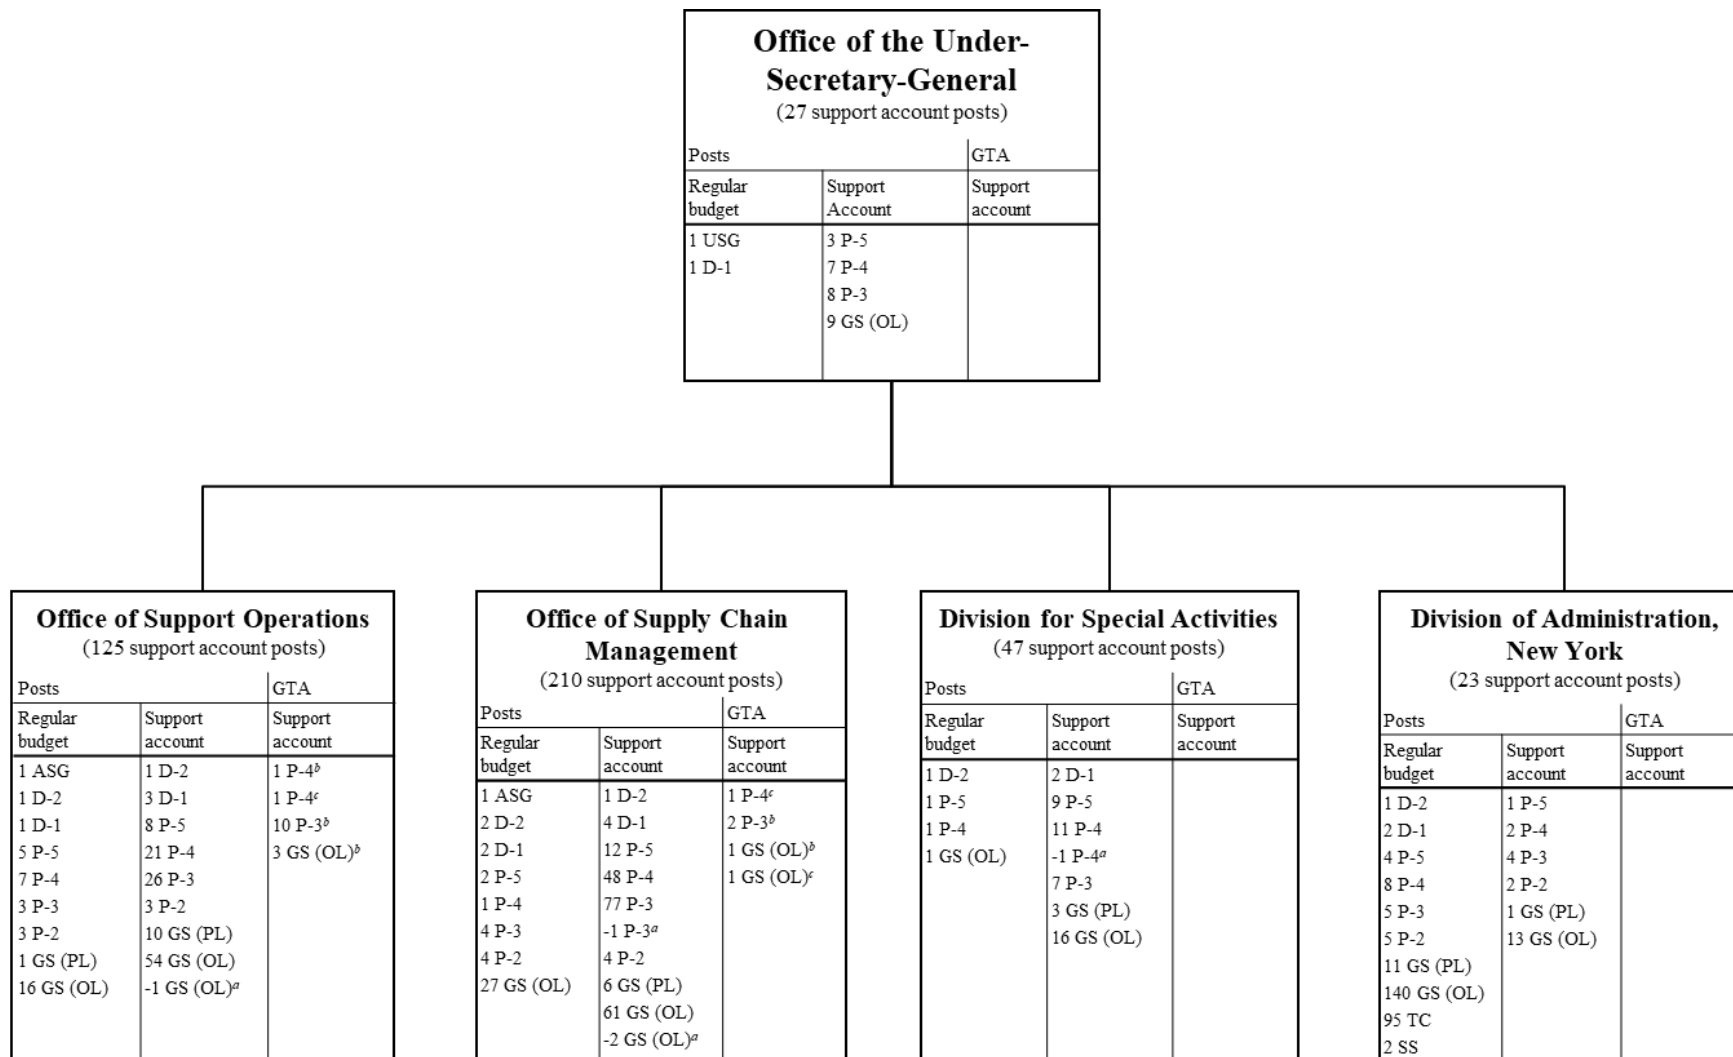 Office of the Under-
Secretary-General
(27 support account posts)
Posts GTA
Regular Support Support
budget Account account
1 USG 3 P-5
1 D-1 7 P-4
8 P-3
9 GS (OL)
Office of Support Operations
(125 support account posts)
Posts GTA
Regular Support Support
budget account account
1 ASG 1 D-2 1 P-4ᵇ
1 D-2 3 D-1 1 P-4ᶜ
1 D-1 8 P-5 10 P-3ᵇ
5 P-5 21 P-4 3 GS (OL)ᵇ
7 P-4 26 P-3
3 P-3 3 P-2
3 P-2 10 GS (PL)
1 GS (PL) 54 GS (OL)
16 GS (OL) -1 GS (OL)ᵃ
Office of Supply Chain
Management
(210 support account posts)
Posts GTA
Regular Support Support
budget account account
1 ASG 1 D-2 1 P-4ᶜ
2 D-2 4 D-1 2 P-3ᵇ
2 D-1 12 P-5 1 GS (OL)ᵇ
2 P-5 48 P-4 1 GS (OL)ᶜ
1 P-4 77 P-3
4 P-3 -1 P-3ᵃ
4 P-2 4 P-2
27 GS (OL) 6 GS (PL)
61 GS (OL)
-2 GS (OL)ᵃ
Division for Special Activities
(47 support account posts)
Posts GTA
Regular Support Support
budget account account
1 D-2 2 D-1
1 P-5 9 P-5
1 P-4 11 P-4
1 GS (OL) -1 P-4ᵃ
7 P-3
3 GS (PL)
16 GS (OL)
Division of Administration,
New York
(23 support account posts)
Posts GTA
Regular Support Support
budget account account
1 D-2 1 P-5
2 D-1 2 P-4
4 P-5 4 P-3
8 P-4 2 P-2
5 P-3 1 GS (PL)
5 P-2 13 GS (OL)
11 GS (PL)
140 GS (OL)
95 TC
2 SS